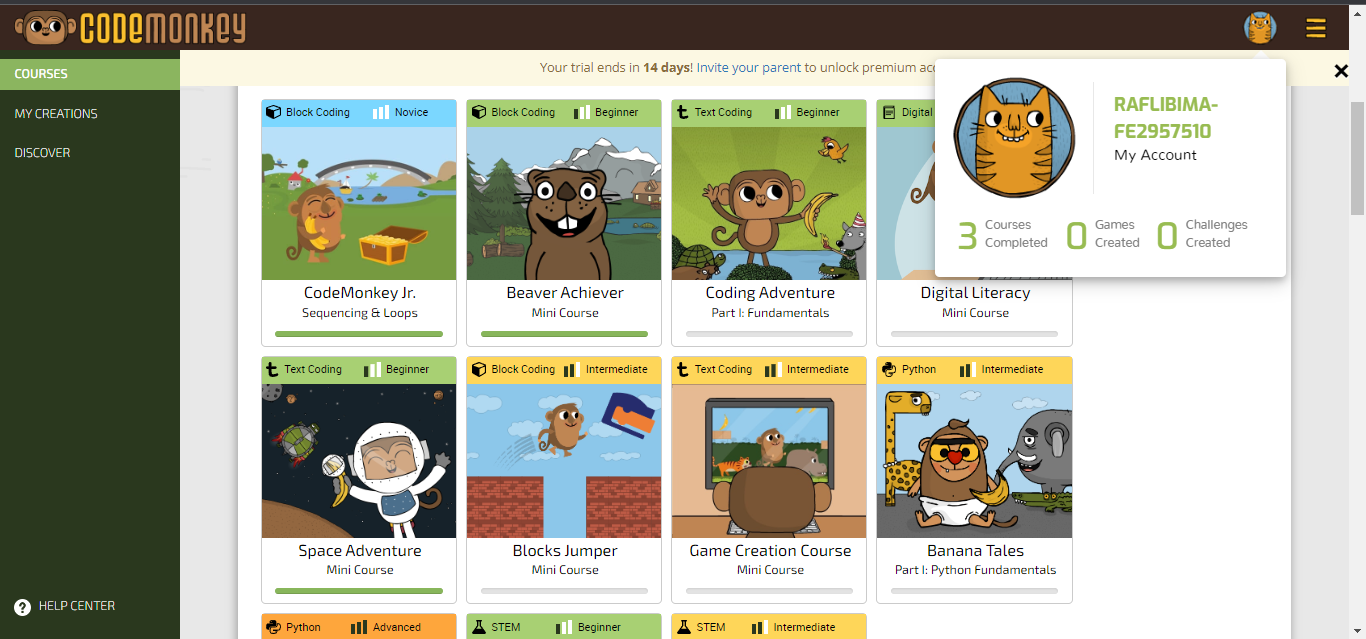 CODEMONKEY
COURSES
MY CREATIONS
DISCOVER
HELP CENTER
Your trial ends in 14 days! Invite your parent to unlock premium
RAFLIBIMA-
FE2957510
My Account
3 Courses Completed
0 Games Created
0 Challenges Created
Block Coding Novice
CodeMonkey Jr.
Sequencing & Loops
Block Coding Beginner
Beaver Achiever
Mini Course
Text Coding Beginner
Coding Adventure
Part I: Fundamentals
Digital
Digital Literacy
Mini Course
Text Coding Beginner
Space Adventure
Mini Course
Block Coding Intermediate
Blocks Jumper
Mini Course
Text Coding Intermediate
Game Creation Course
Mini Course
Python Intermediate
Banana Tales
Part I: Python Fundamentals
Python Advanced
STEM Beginner
STEM Intermediate